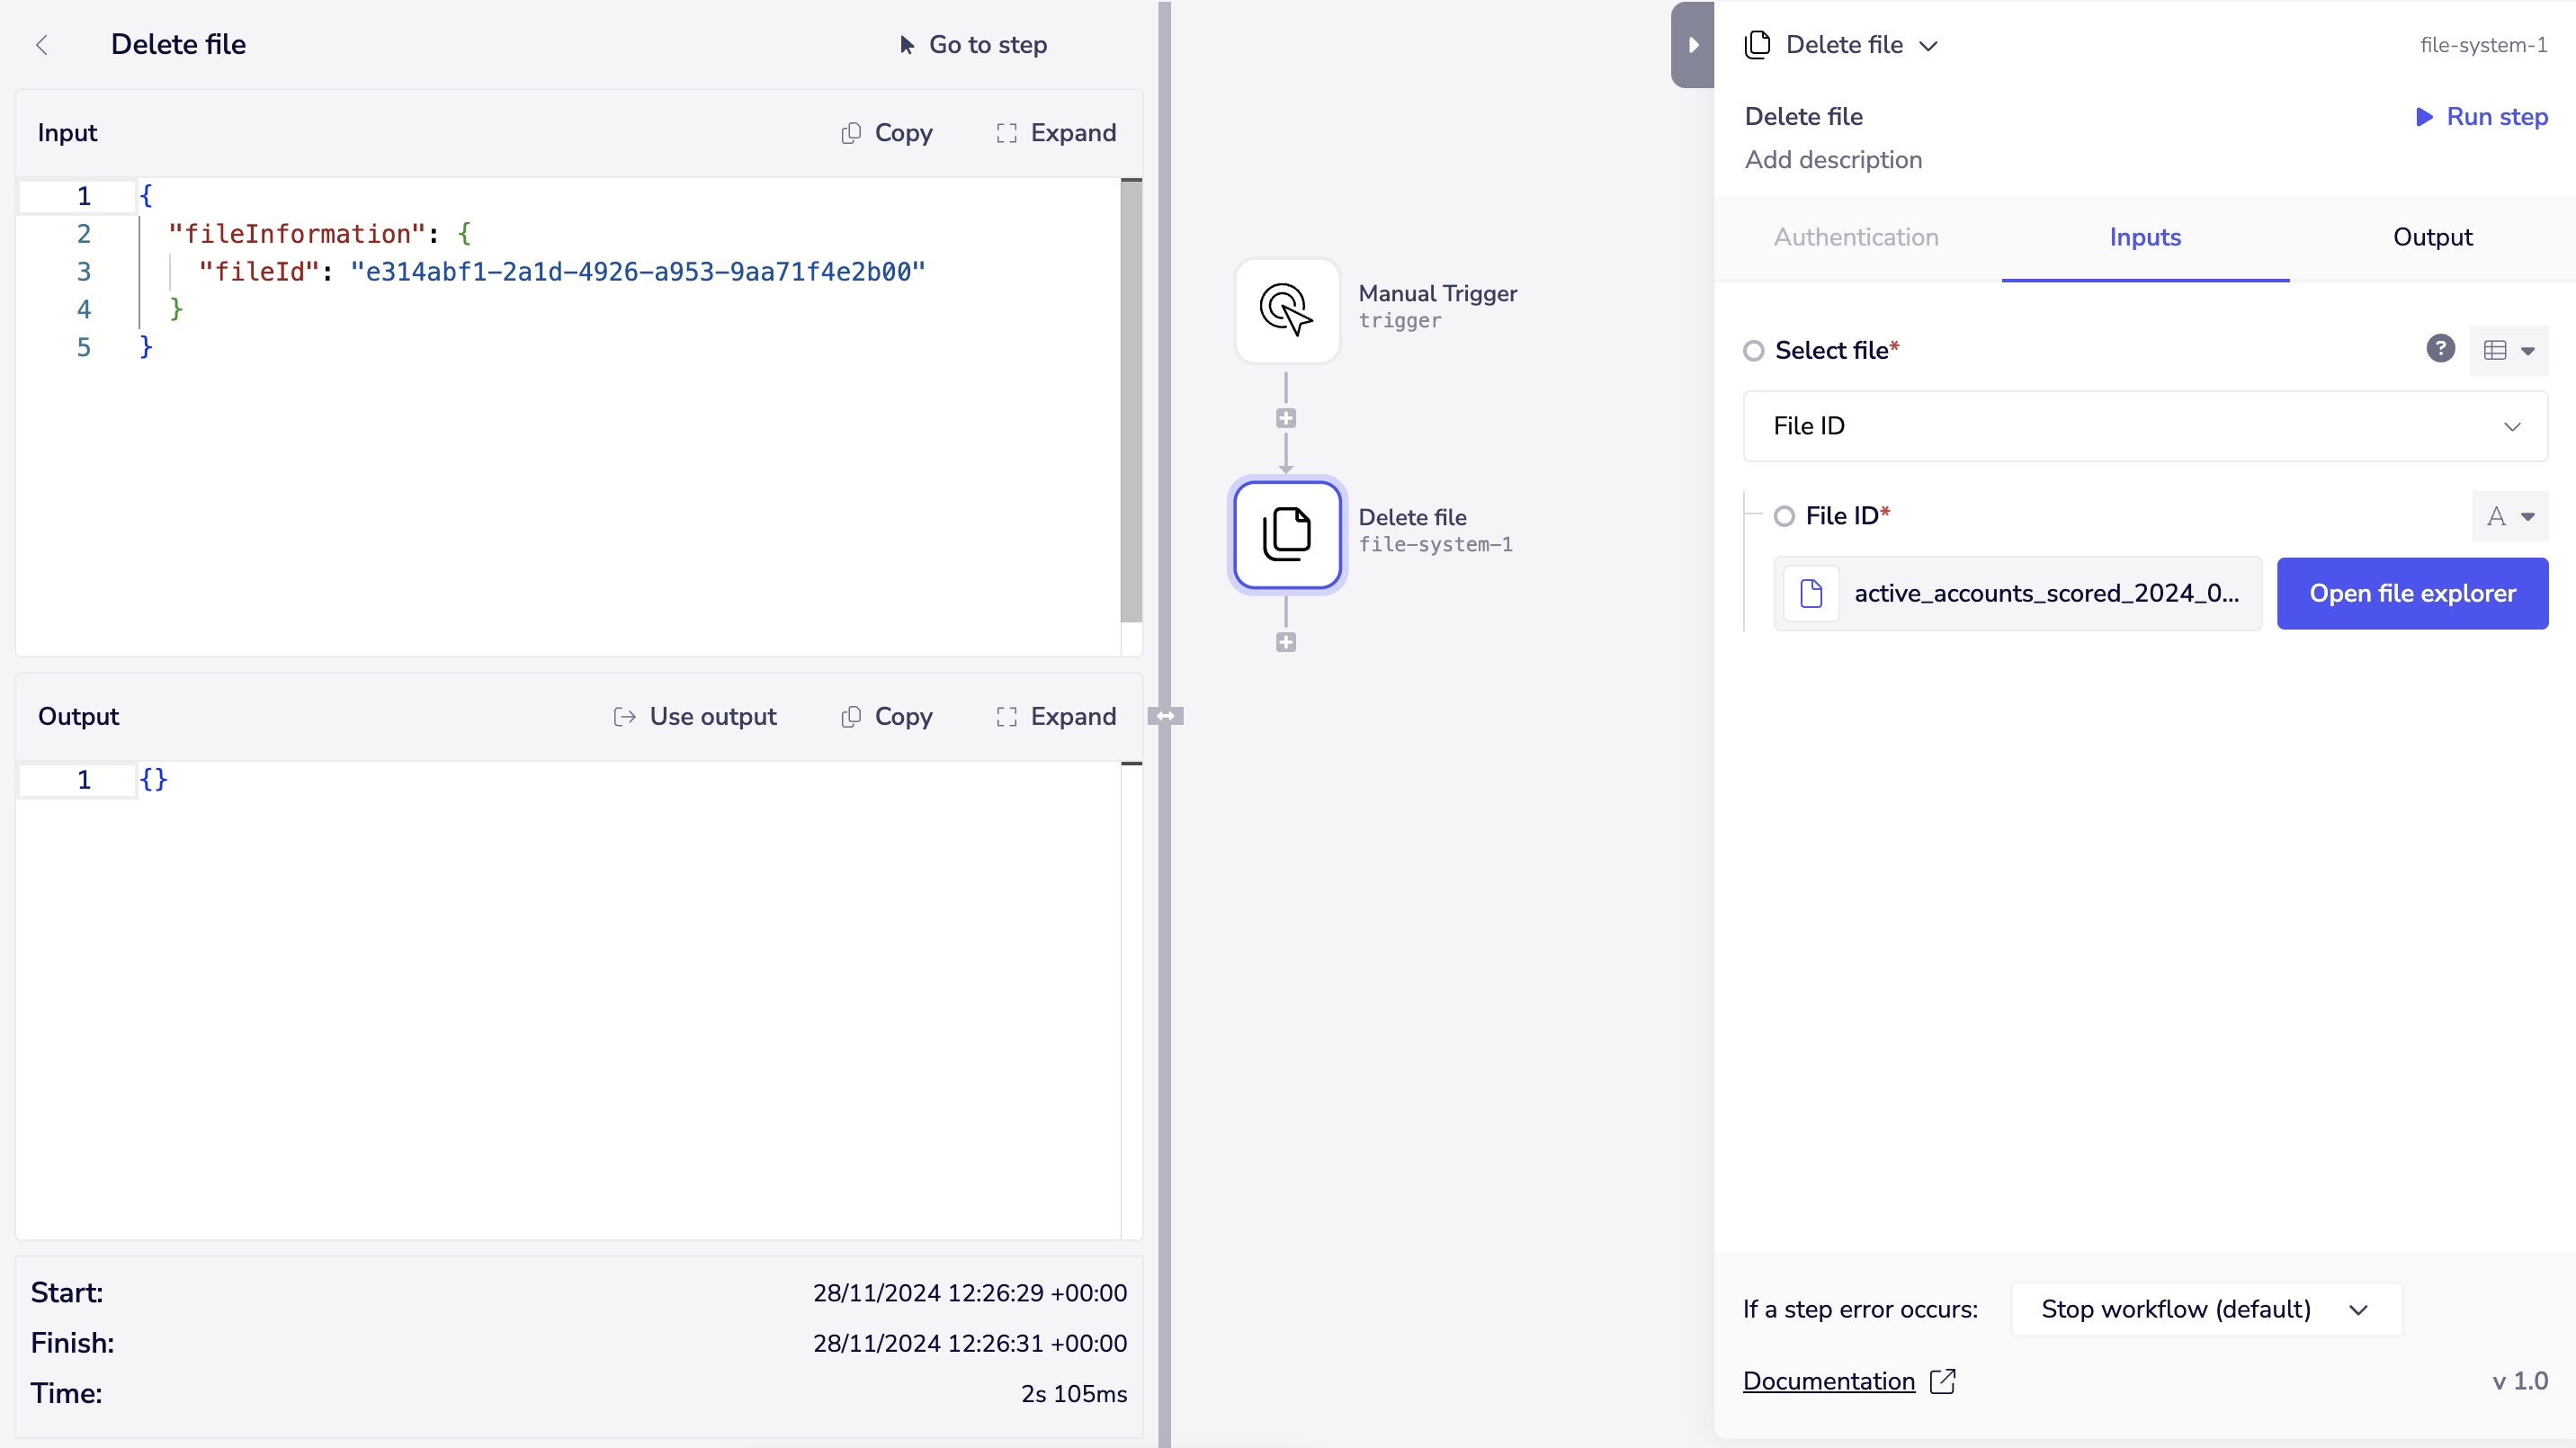 Delete file
Go to step
Input
Copy
Expand
1 {
2 "fileInformation": {
3 "fileId": "e314abf1-2a1d-4926-a953-9aa71f4e2b00"
4 }
5 }
Output
Use output
Copy
Expand
1 {}
Start: 28/11/2024 12:26:29 +00:00
Finish: 28/11/2024 12:26:31 +00:00
Time: 2s 105ms
Manual Trigger
trigger
Delete file
file-system-1
Delete file
file-system-1
Delete file
Run step
Add description
Authentication
Inputs
Output
Select file*
?
File ID
File ID*
A
active_accounts_scored_2024_0...
Open file explorer
If a step error occurs: Stop workflow (default)
Documentation
v 1.0